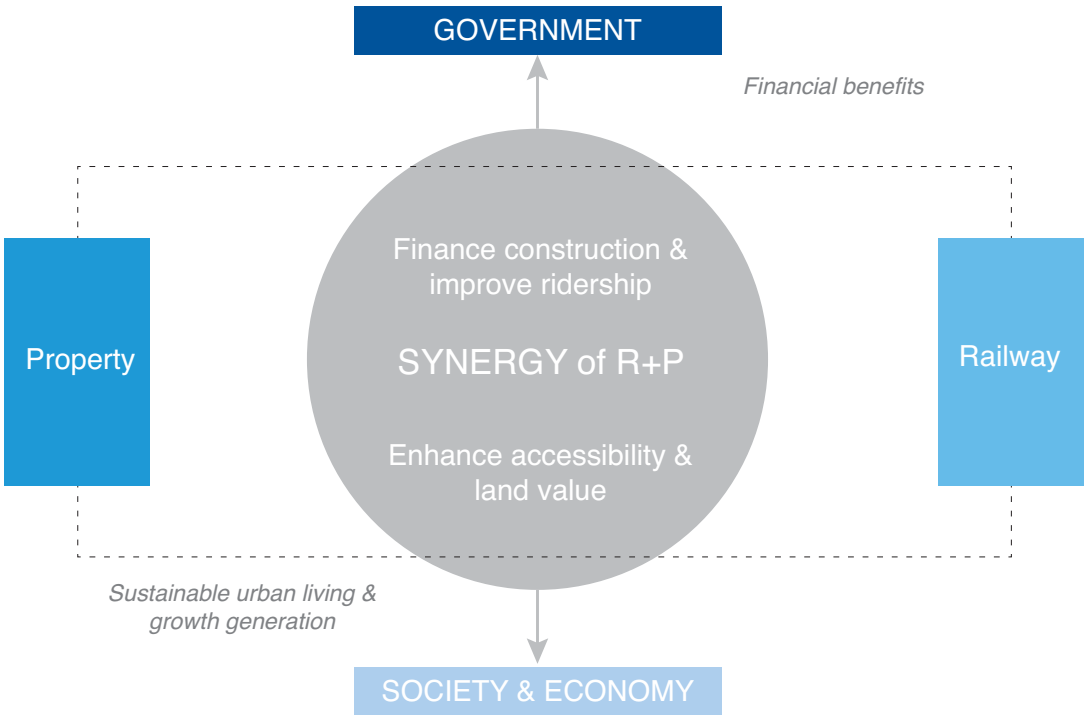 GOVERNMENT
Financial benefits
Finance construction &
improve ridership
Property
SYNERGY of R+P
Railway
Enhance accessibility &
land value
Sustainable urban living &
growth generation
SOCIETY & ECONOMY